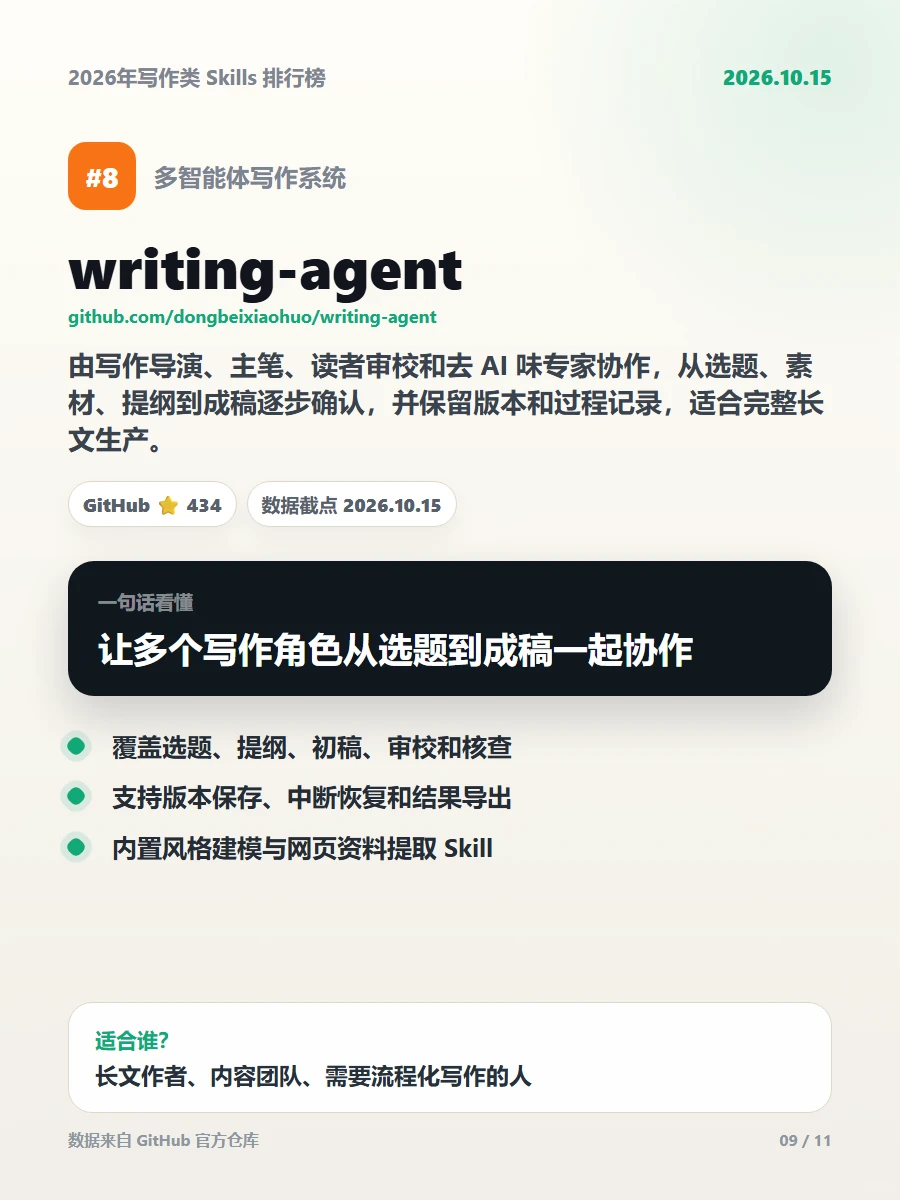 2026年写作类 Skills 排行榜
2026.10.15
#8
多智能体写作系统
writing-agent
github.com/dongbeixiaohuo/writing-agent
由写作导演、主笔、读者审校和去 AI 味专家协作，从选题、素
材、提纲到成稿逐步确认，并保留版本和过程记录，适合完整长
文生产。
GitHub ⭐ 434
数据截点 2026.10.15
一句话看懂
让多个写作角色从选题到成稿一起协作
覆盖选题、提纲、初稿、审校和核查
支持版本保存、中断恢复和结果导出
内置风格建模与网页资料提取 Skill
适合谁？
长文作者、内容团队、需要流程化写作的人
数据来自 GitHub 官方仓库
09 / 11